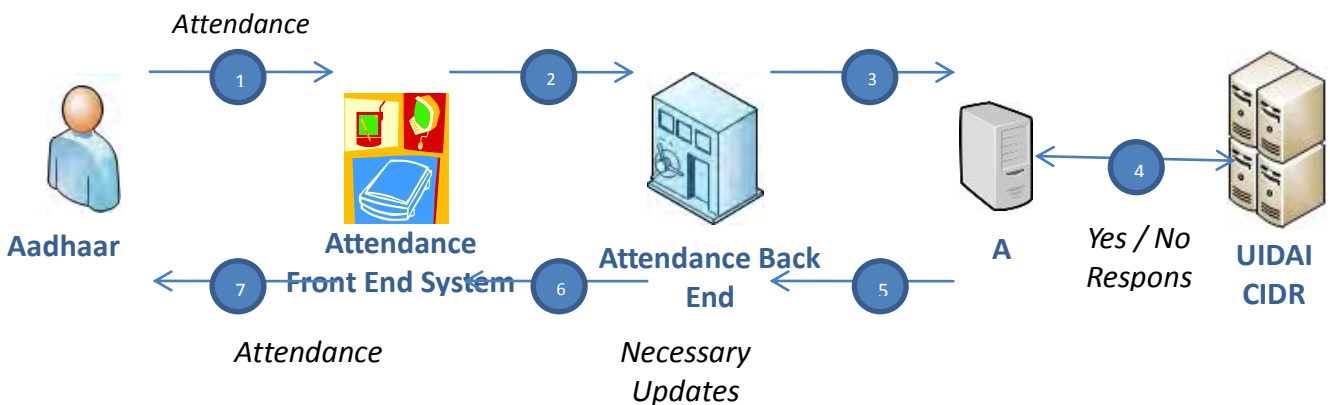 Attendance
1
2
3
4
Aadhaar
Attendance
Front End System
Attendance Back
End
A
Yes / No
Respons
UIDAI
CIDR
7
6
5
Attendance
Necessary
Updates